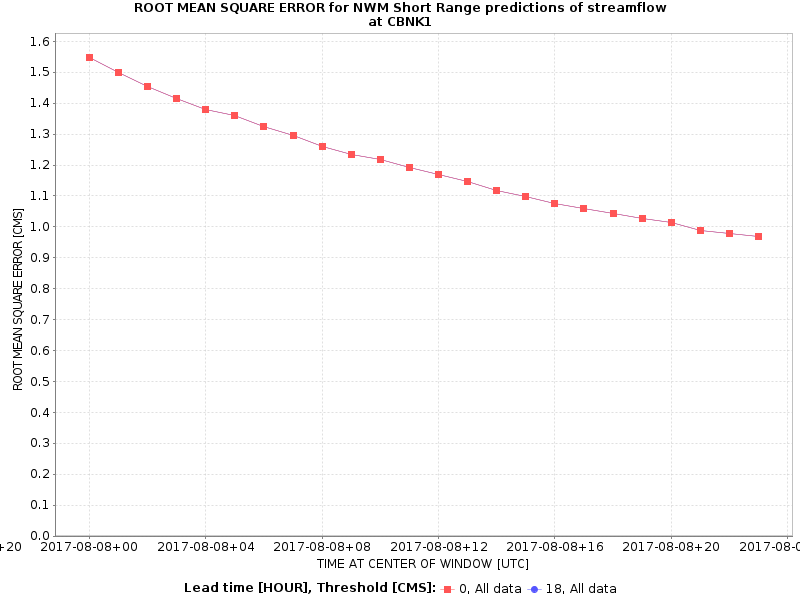 ROOT MEAN SQUARE ERROR for NWM Short Range predictions of streamflow
at CBNK1
1.6
1.5
1.4
1.3
1.2
1.1
1.0
0.9
0.8
0.7
0.6
0.5
0.4
0.3
0.2
0.1
0.0
ROOT MEAN SQUARE ERROR [CMS]
+20 2017-08-08+00 2017-08-08+04 2017-08-08+08 2017-08-08+12 2017-08-08+16 2017-08-08+20 2017-08-0
TIME AT CENTER OF WINDOW [UTC]
Lead time [HOUR], Threshold [CMS]: 0, All data 18, All data